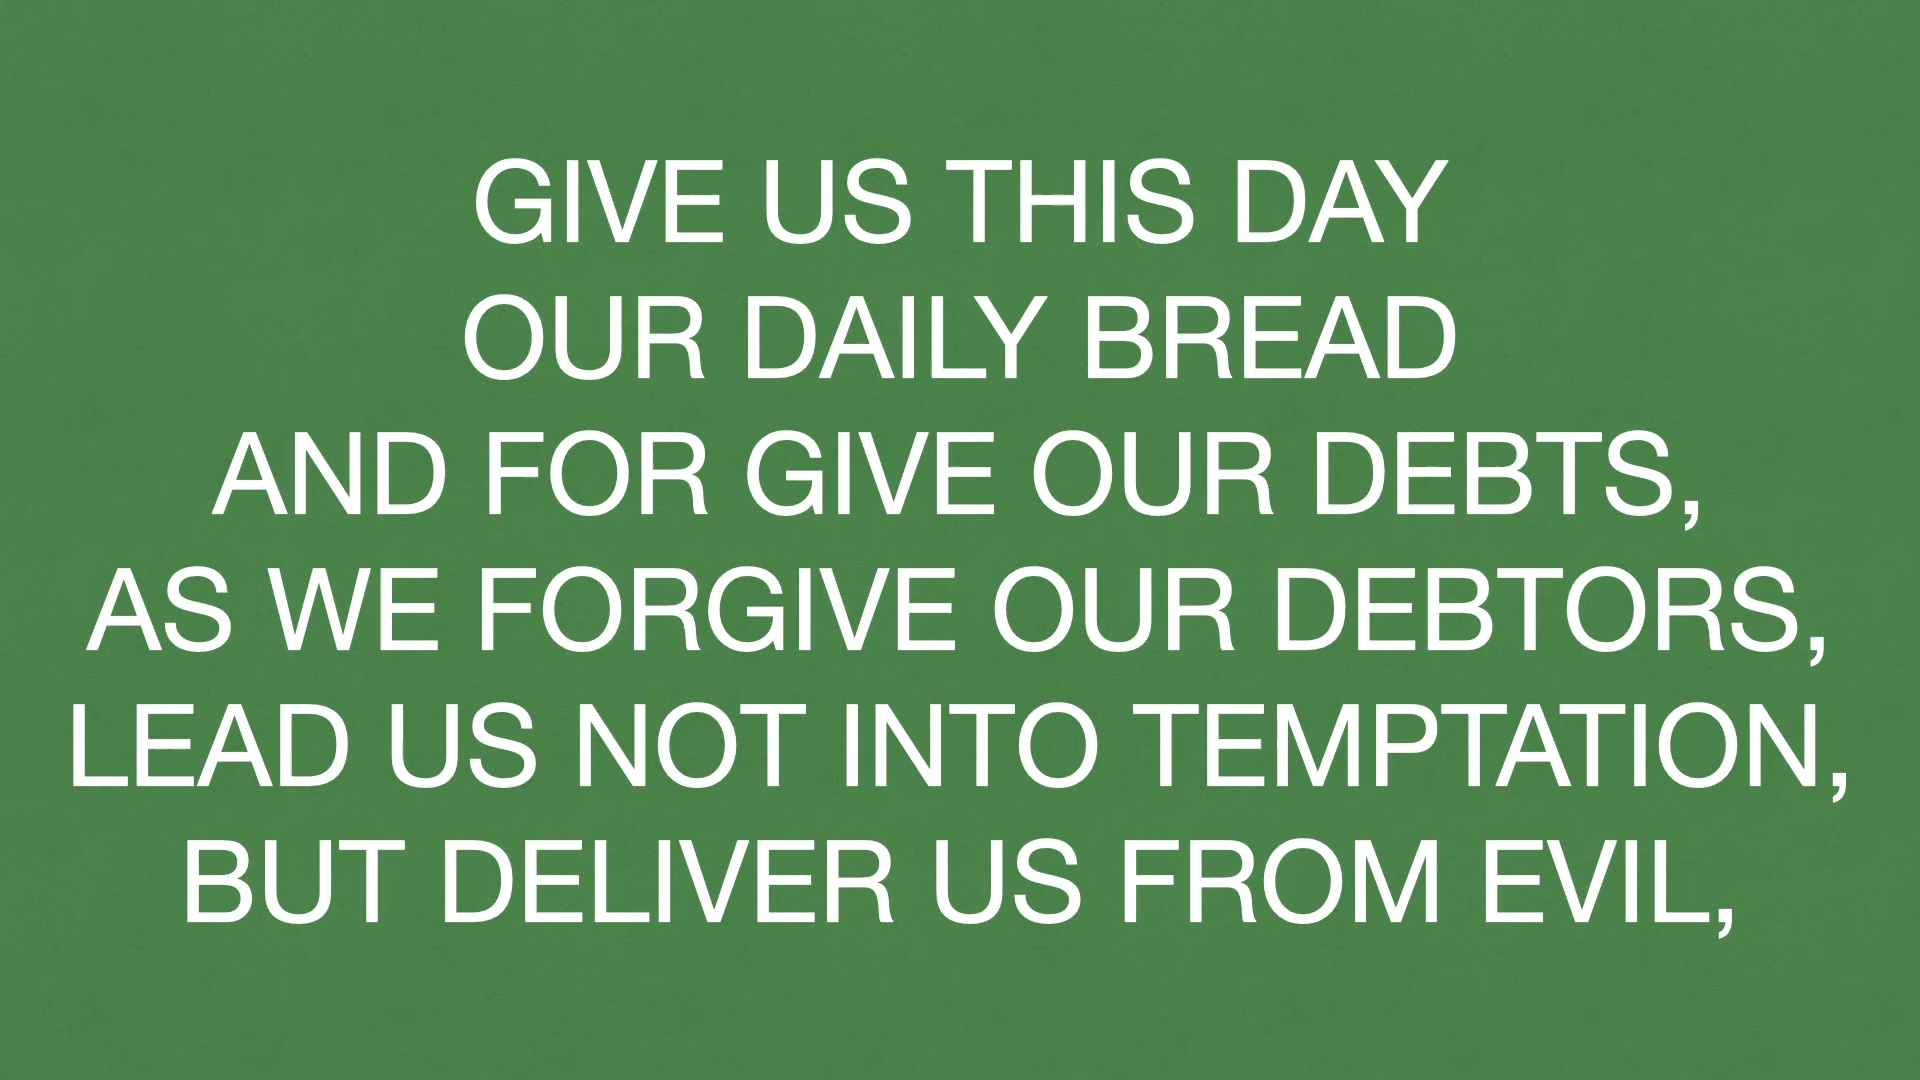 GIVE US THIS DAY
OUR DAILY BREAD
AND FOR GIVE OUR DEBTS,
AS WE FORGIVE OUR DEBTORS,
LEAD US NOT INTO TEMPTATION,
BUT DELIVER US FROM EVIL,